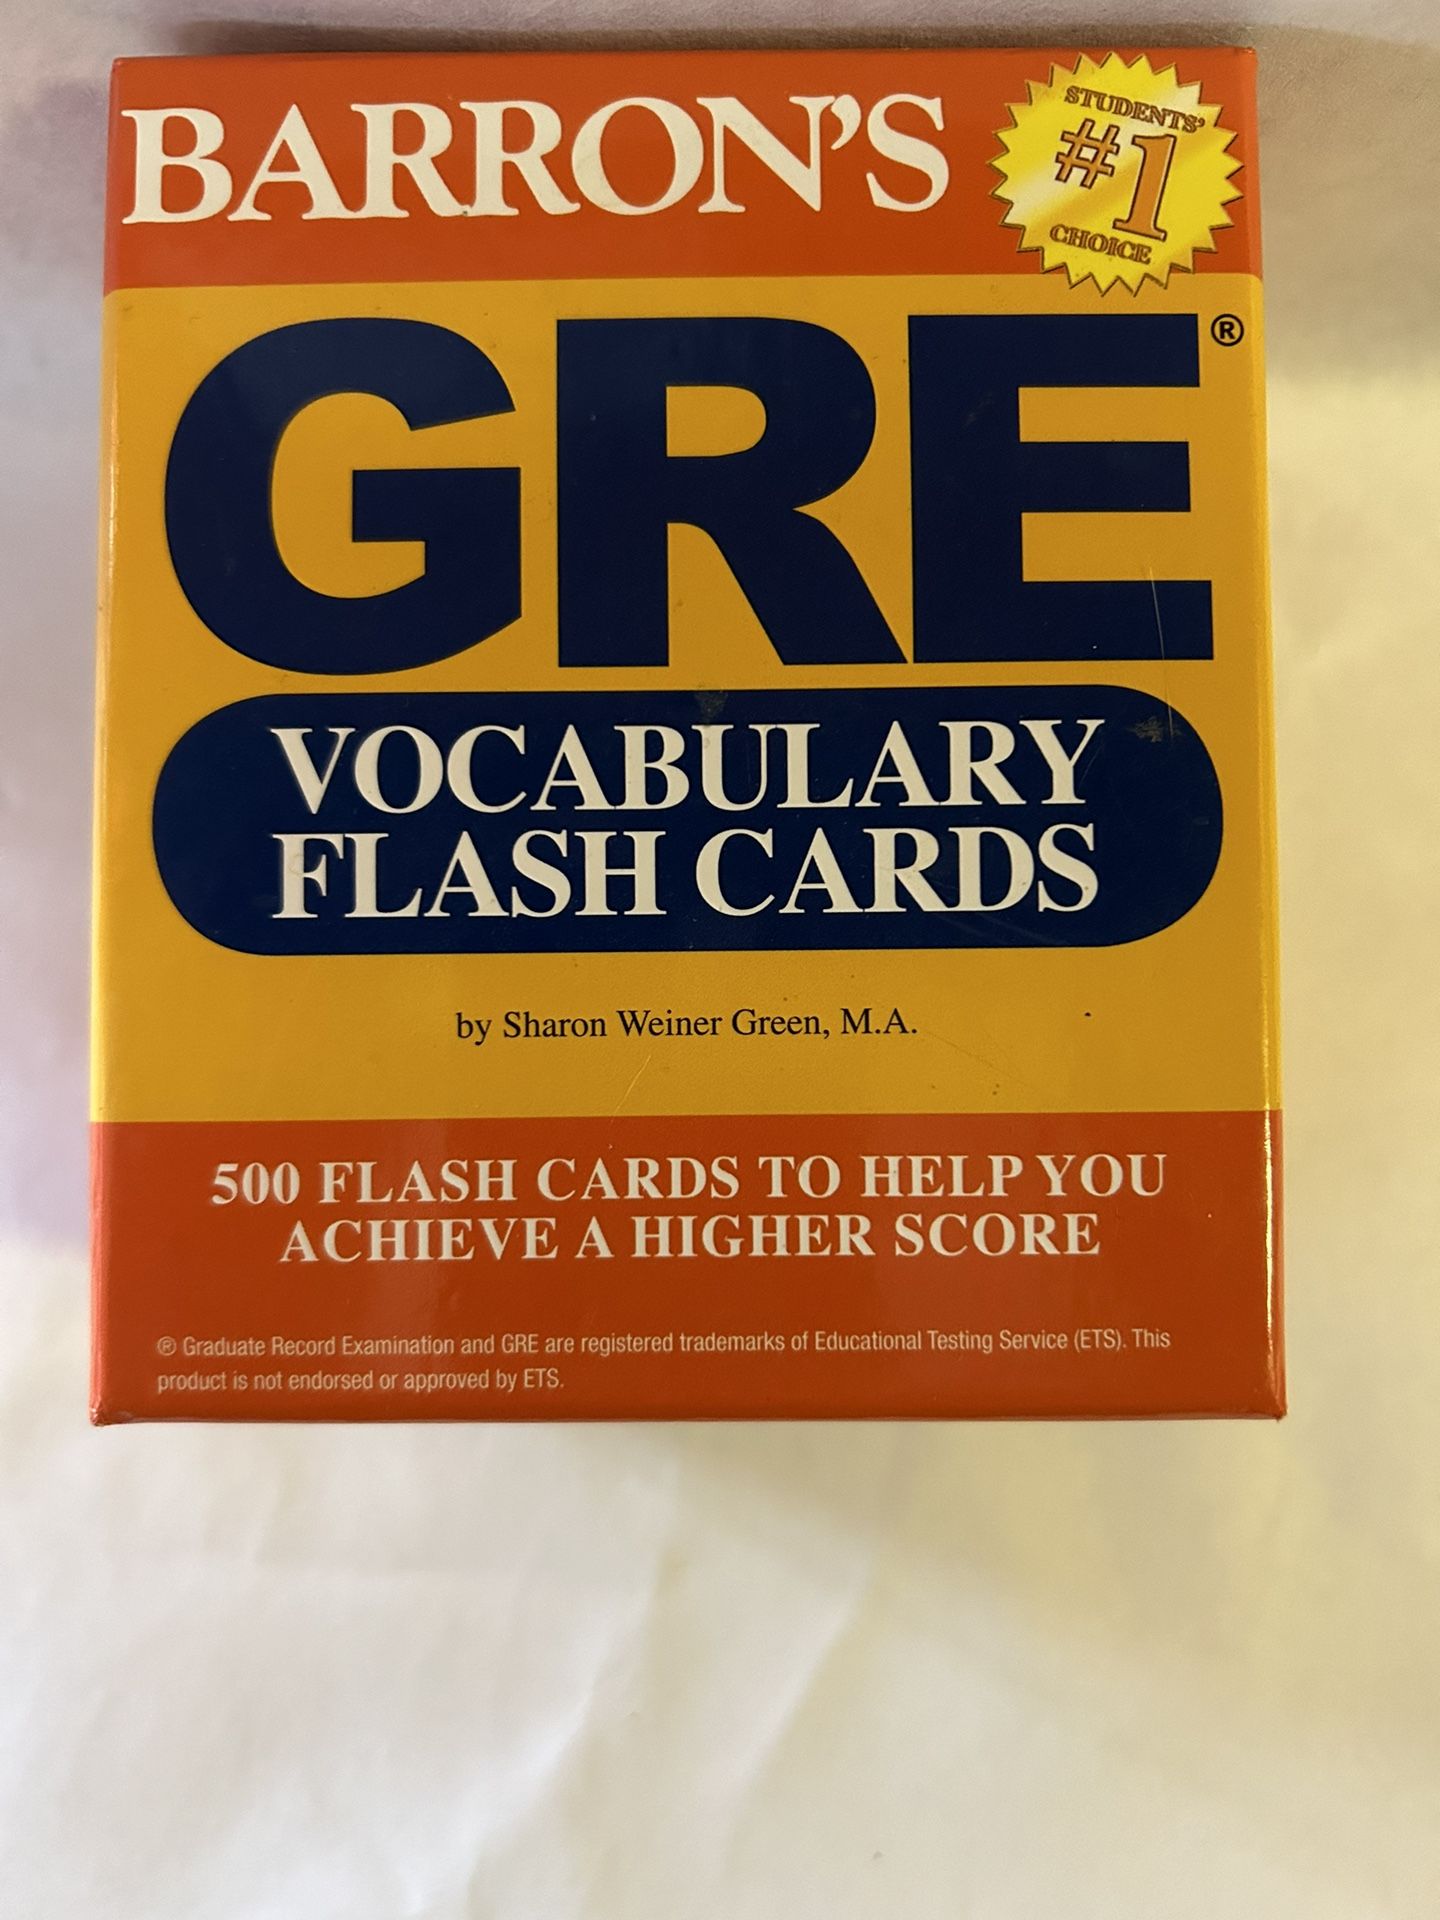 BARRON'S
STUDENTS'
#1
CHOICE
GRE®
VOCABULARY
FLASH CARDS
by Sharon Weiner Green, M.A.
500 FLASH CARDS TO HELP YOU
ACHIEVE A HIGHER SCORE
® Graduate Record Examination and GRE are registered trademarks of Educational Testing Service (ETS). This
product is not endorsed or approved by ETS.